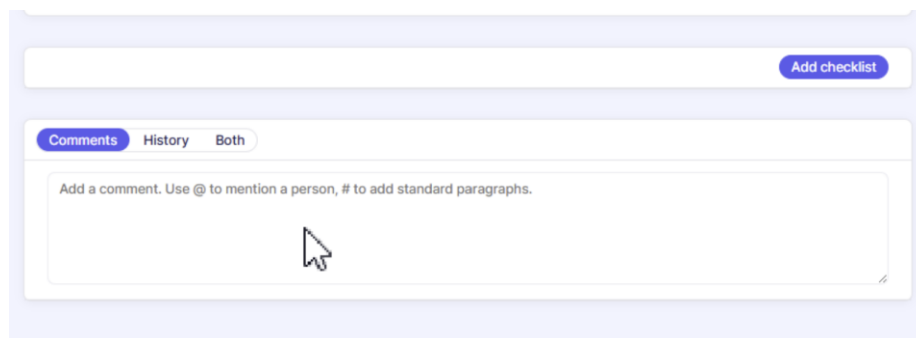 Add checklist
Comments History Both
Add a comment. Use @ to mention a person, # to add standard paragraphs.